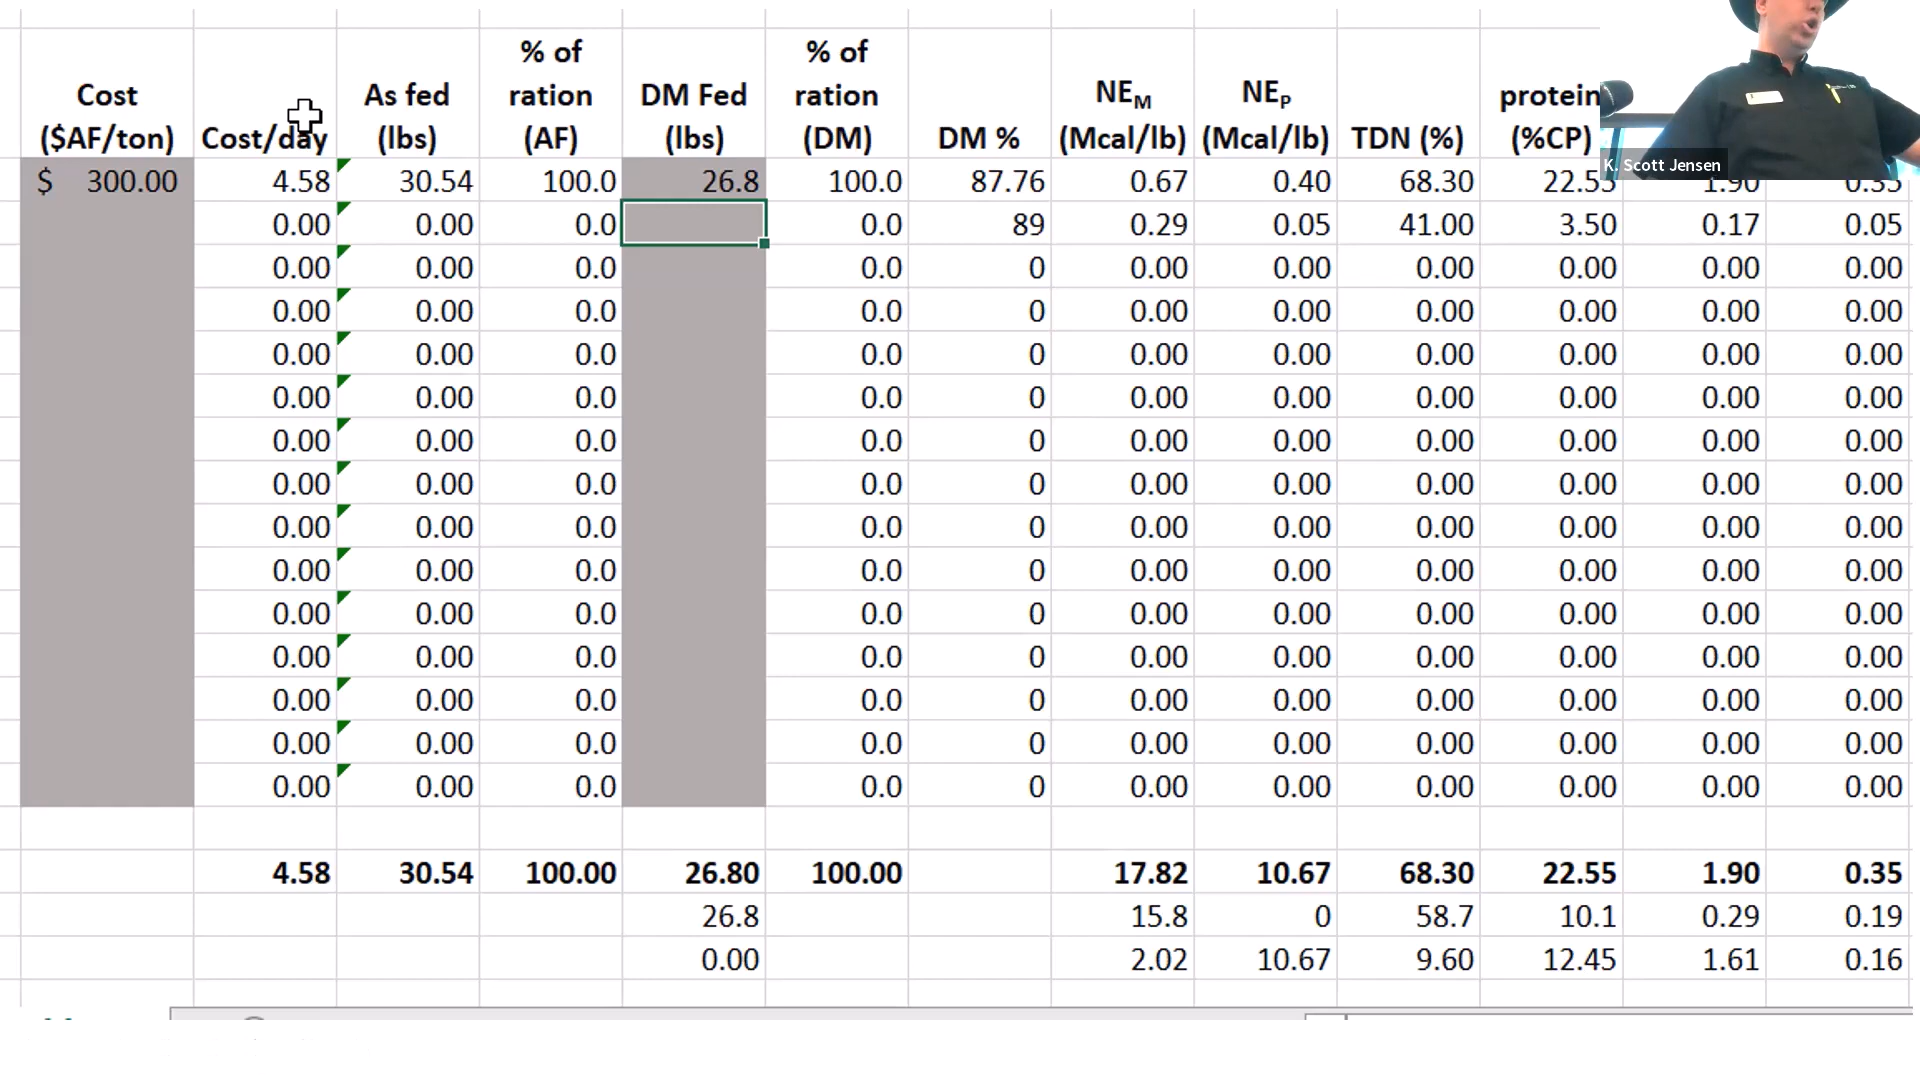 % of % of
Cost As fed ration DM Fed ration NEM NEP protein
($AF/ton) Cost/day (lbs) (AF) (lbs) (DM) DM % (Mcal/lb) (Mcal/lb) TDN (%) (%CP)
K. Scott Jensen
$ 300.00 4.58 30.54 100.0 26.8 100.0 87.76 0.67 0.40 68.30 22.55 1.90 0.35
0.00 0.00 0.0 0.0 89 0.29 0.05 41.00 3.50 0.17 0.05
0.00 0.00 0.0 0.0 0 0.00 0.00 0.00 0.00 0.00 0.00
0.00 0.00 0.0 0.0 0 0.00 0.00 0.00 0.00 0.00 0.00
0.00 0.00 0.0 0.0 0 0.00 0.00 0.00 0.00 0.00 0.00
0.00 0.00 0.0 0.0 0 0.00 0.00 0.00 0.00 0.00 0.00
0.00 0.00 0.0 0.0 0 0.00 0.00 0.00 0.00 0.00 0.00
0.00 0.00 0.0 0.0 0 0.00 0.00 0.00 0.00 0.00 0.00
0.00 0.00 0.0 0.0 0 0.00 0.00 0.00 0.00 0.00 0.00
0.00 0.00 0.0 0.0 0 0.00 0.00 0.00 0.00 0.00 0.00
0.00 0.00 0.0 0.0 0 0.00 0.00 0.00 0.00 0.00 0.00
0.00 0.00 0.0 0.0 0 0.00 0.00 0.00 0.00 0.00 0.00
0.00 0.00 0.0 0.0 0 0.00 0.00 0.00 0.00 0.00 0.00
0.00 0.00 0.0 0.0 0 0.00 0.00 0.00 0.00 0.00 0.00
0.00 0.00 0.0 0.0 0 0.00 0.00 0.00 0.00 0.00 0.00
4.58 30.54 100.00 26.80 100.00 17.82 10.67 68.30 22.55 1.90 0.35
26.8 15.8 0 58.7 10.1 0.29 0.19
0.00 2.02 10.67 9.60 12.45 1.61 0.16